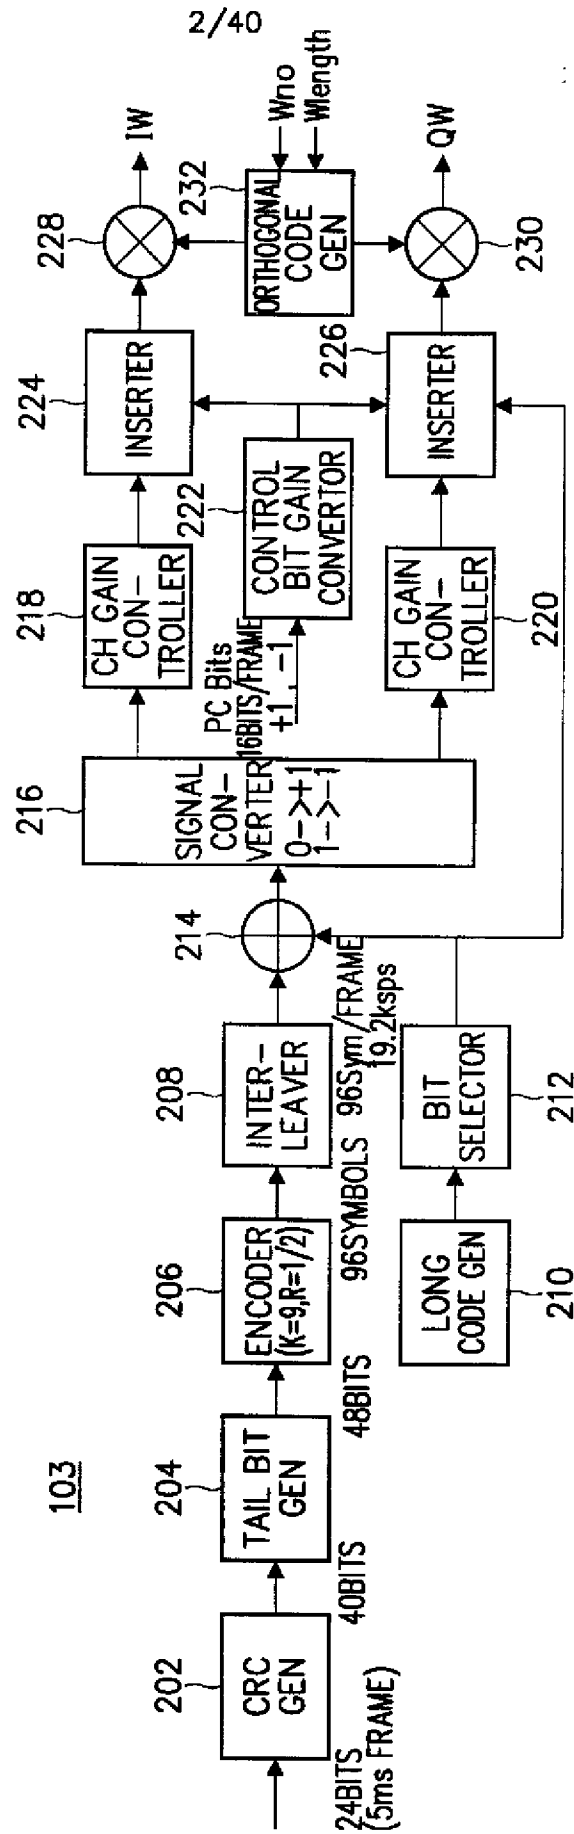 2/40
103
24BITS
(5ms FRAME)
202
CRC
GEN
40BITS
204
TAIL BIT
GEN
48BITS
206
ENCODER
(K=9,R=1/2)
96SYMBOLS
208
INTER-
LEAVER
96Sym/FRAME
19.2ksps
210
LONG
CODE GEN
212
BIT
SELECTOR
214
216
SIGNAL
CON-
VERTER
0->+1
1->-1
PC Bits
16BITS/FRAME
+1 , -1
218
CH GAIN
CON-
TROLLER
220
CH GAIN
CON-
TROLLER
222
CONTROL
BIT GAIN
CONVERTOR
224
INSERTER
226
INSERTER
228
IW
230
QW
232
ORTHOGONAL
CODE
GEN
Wno
Wlength